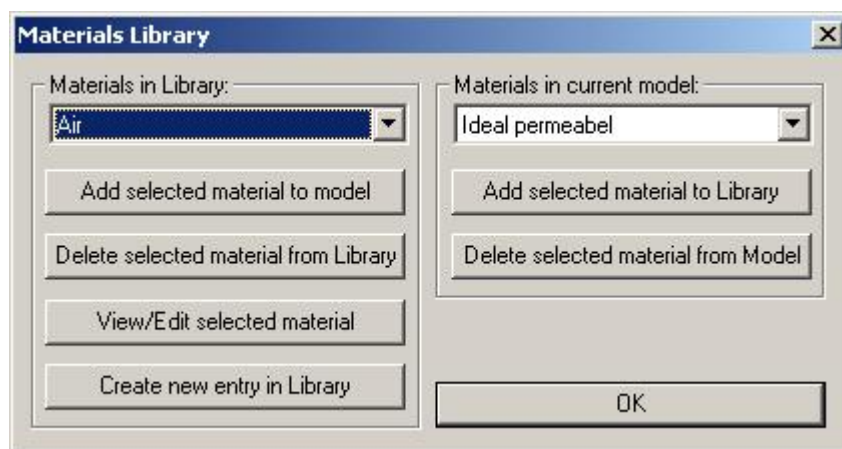 Materials Library
Materials in Library:
Air
Add selected material to model
Delete selected material from Library
View/Edit selected material
Create new entry in Library
Materials in current model:
Ideal permeabel
Add selected material to Library
Delete selected material from Model
OK